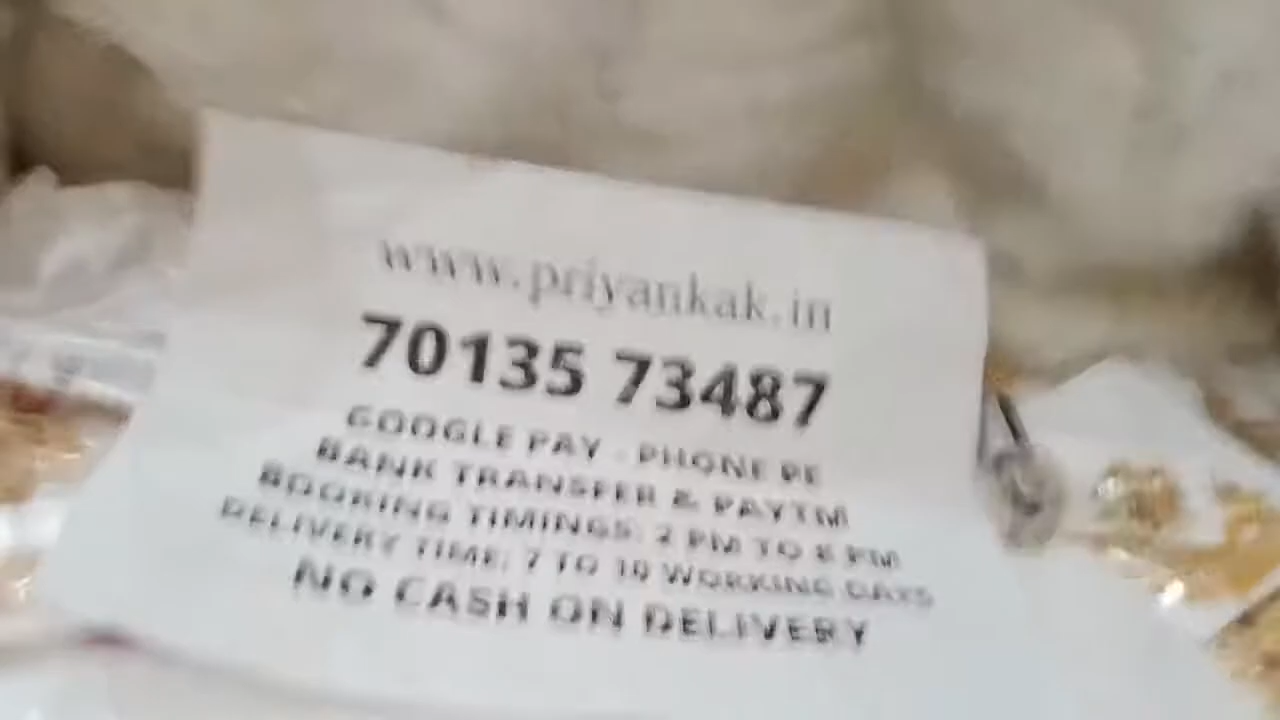 www.priyankak.in
70135 73487
GOOGLE PAY - PHONE PE
BANK TRANSFER & PAYTM
BOOKING TIMINGS: 2 PM TO 8 PM
DELIVERY TIME: 7 TO 10 WORKING DAYS
NO CASH ON DELIVERY